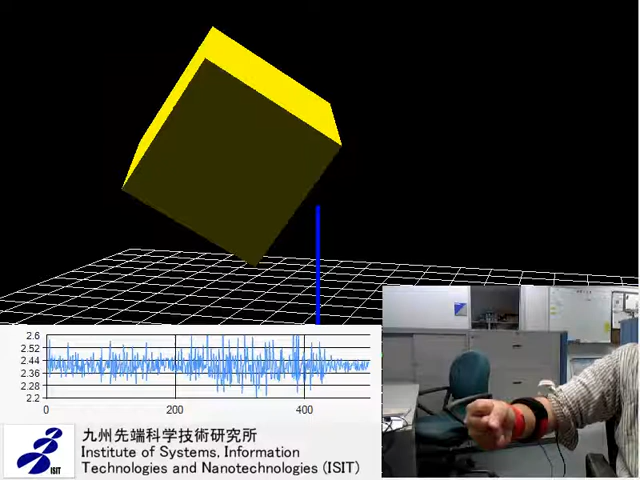 2.6
2.52
2.44
2.36
2.28
2.2
0 200 400
九州先端科学技術研究所
Institute of Systems, Information
Technologies and Nanotechnologies (ISIT)
ISIT